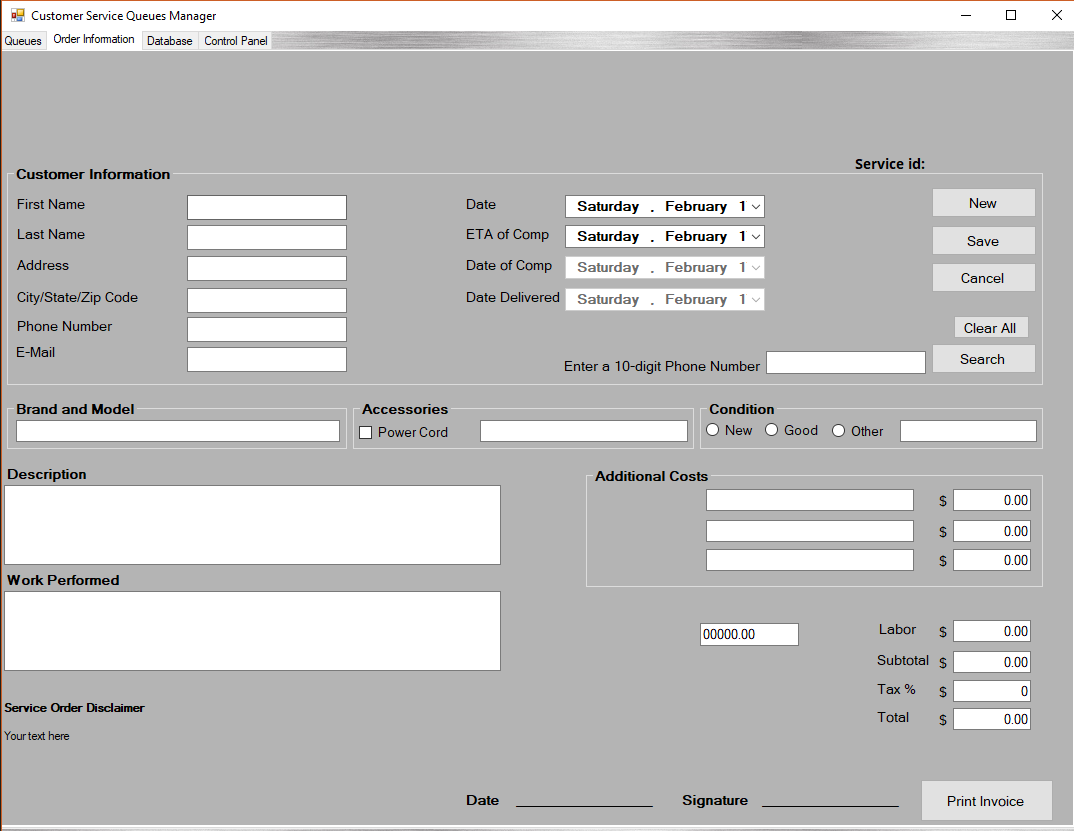 Customer Service Queues Manager
Queues Order Information Database Control Panel
Service id:
Customer Information
First Name Date Saturday . February 1 New
Last Name ETA of Comp Saturday . February 1 Save
Address Date of Comp Saturday . February 1 Cancel
City/State/Zip Code Date Delivered Saturday . February 1
Phone Number Clear All
E-Mail Enter a 10-digit Phone Number Search
Brand and Model Accessories Condition
Power Cord New Good Other
Description Additional Costs
$ 0.00
$ 0.00
$ 0.00
Work Performed
00000.00 Labor $ 0.00
Subtotal $ 0.00
Tax % $ 0
Service Order Disclaimer Total $ 0.00
Your text here
Date Signature Print Invoice